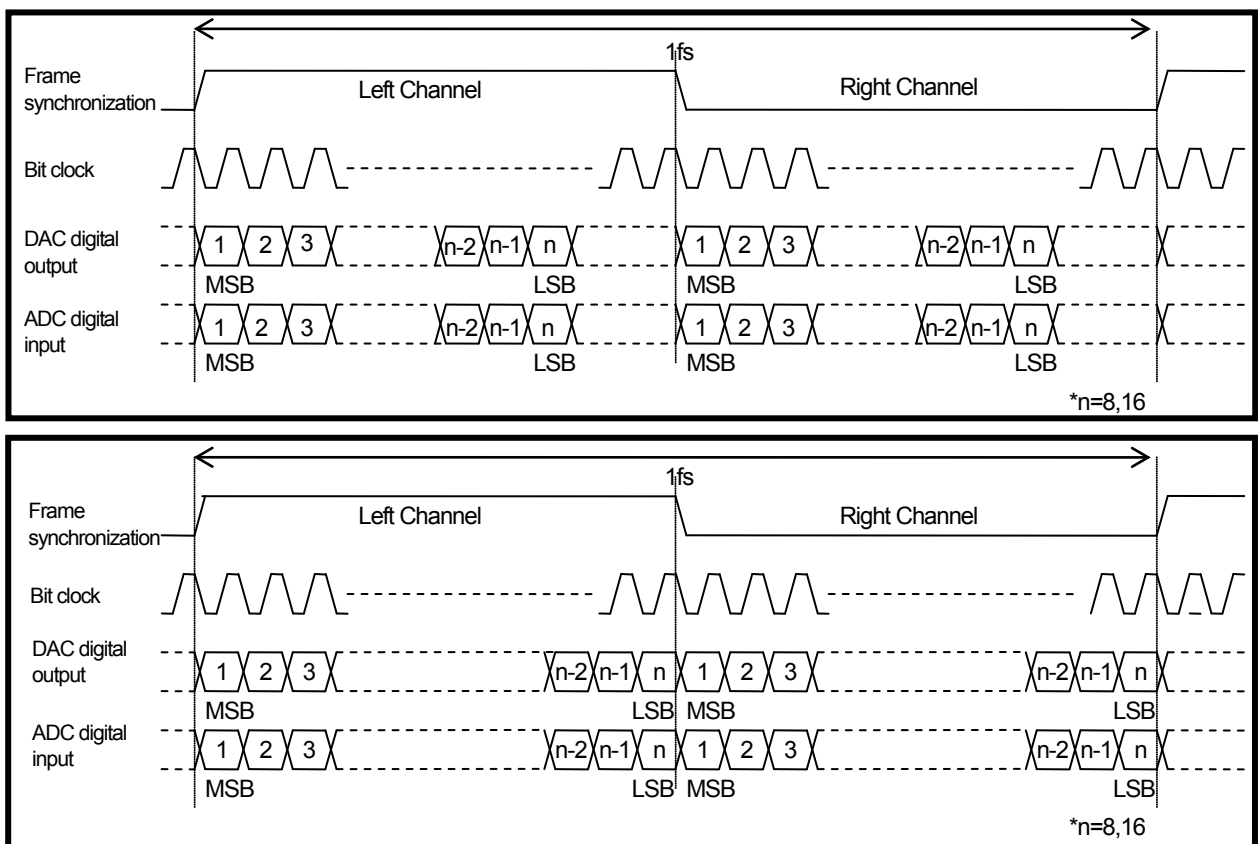 1fs
Frame
synchronization
Left Channel
Right Channel
Bit clock
DAC digital
output
1 2 3 n-2 n-1 n 1 2 3 n-2 n-1 n
MSB LSB MSB LSB
ADC digital
input
1 2 3 n-2 n-1 n 1 2 3 n-2 n-1 n
MSB LSB MSB LSB
*n=8,16
1fs
Frame
synchronization
Left Channel
Right Channel
Bit clock
DAC digital
output
1 2 3 n-2 n-1 n 1 2 3 n-2 n-1 n
MSB LSB MSB LSB
ADC digital
input
1 2 3 n-2 n-1 n 1 2 3 n-2 n-1 n
MSB LSB MSB LSB
*n=8,16